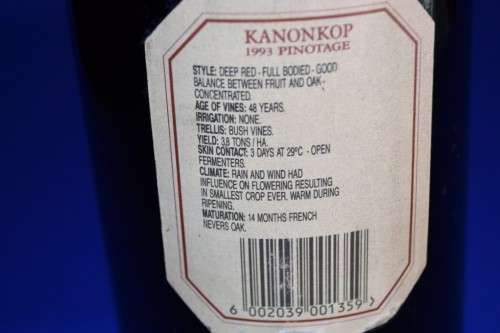 KANONKOP
1993 PINOTAGE
STYLE: DEEP RED - FULL BODIED - GOOD
BALANCE BETWEEN FRUIT AND OAK -
CONCENTRATED.
AGE OF VINES: 48 YEARS.
IRRIGATION: NONE.
TRELLIS: BUSH VINES.
YIELD: 3,8 TONS / HA.
SKIN CONTACT: 3 DAYS AT 29ºC - OPEN
FERMENTERS.
CLIMATE: RAIN AND WIND HAD
INFLUENCE ON FLOWERING RESULTING
IN SMALLEST CROP EVER. WARM DURING
RIPENING.
MATURATION: 14 MONTHS FRENCH
NEVERS OAK.
6 002039 001359 >